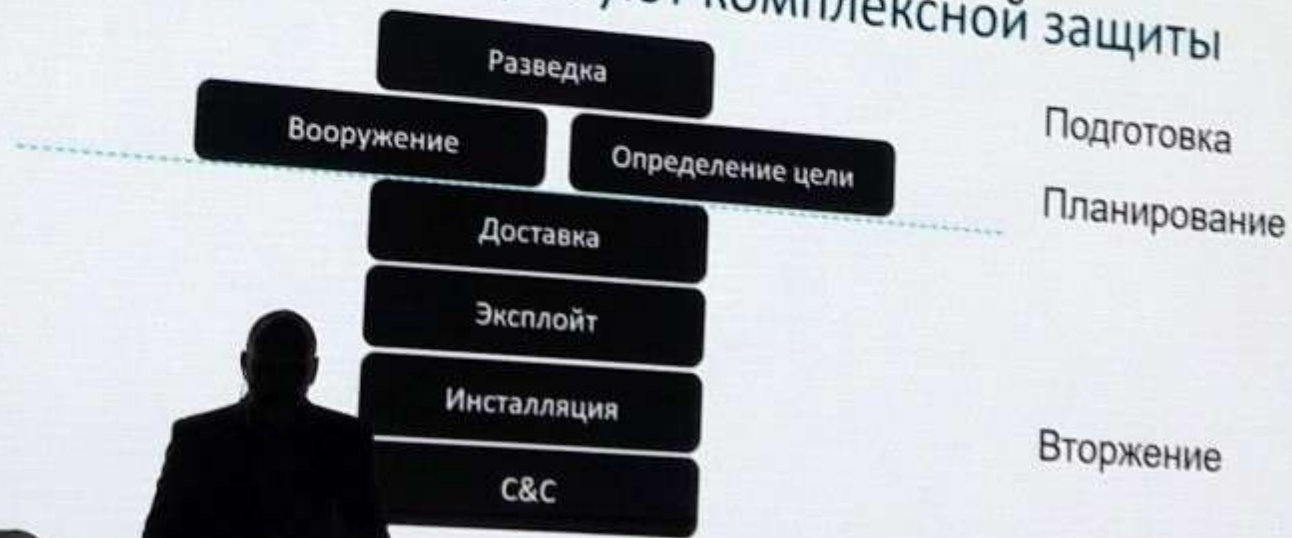 комплексной защиты
Разведка
Подготовка
Вооружение
Определение цели
Планирование
Доставка
Эксплойт
Инсталляция
Вторжение
C&C